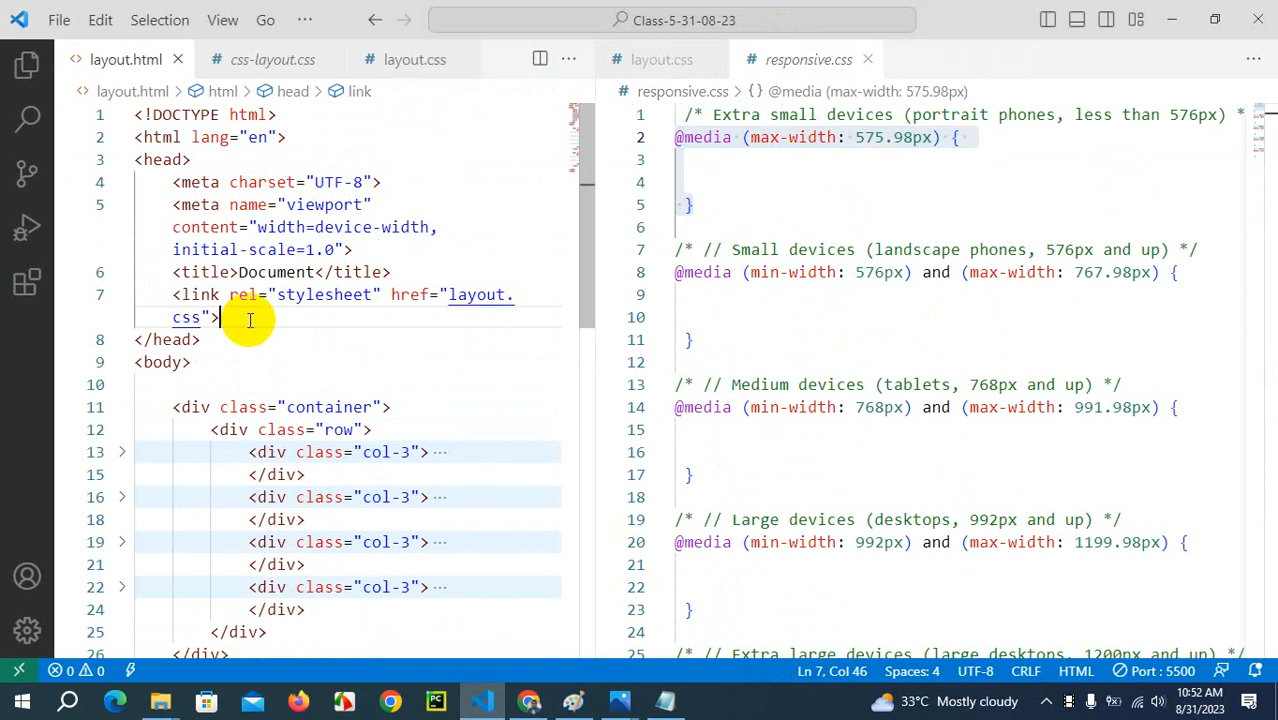 File Edit Selection View Go ··· Class-5-31-08-23
layout.html css-layout.css layout.css ··· layout.css responsive.css ···
layout.html > html > head > link
responsive.css > {} @media (max-width: 575.98px)
1 <!DOCTYPE html>
2 <html lang="en">
3 <head>
4 <meta charset="UTF-8">
5 <meta name="viewport"
content="width=device-width,
initial-scale=1.0">
6 <title>Document</title>
7 <link rel="stylesheet" href="layout.
css">
8 </head>
9 <body>
10
11 <div class="container">
12 <div class="row">
13 <div class="col-3"> ···
15 </div>
16 <div class="col-3"> ···
18 </div>
19 <div class="col-3"> ···
21 </div>
22 <div class="col-3"> ···
24 </div>
25 </div>
26 </div>
1 /* Extra small devices (portrait phones, less than 576px) *
2 @media (max-width: 575.98px) {
3
4
5 }
6
7 /* // Small devices (landscape phones, 576px and up) */
8 @media (min-width: 576px) and (max-width: 767.98px) {
9
10
11 }
12
13 /* // Medium devices (tablets, 768px and up) */
14 @media (min-width: 768px) and (max-width: 991.98px) {
15
16
17 }
18
19 /* // Large devices (desktops, 992px and up) */
20 @media (min-width: 992px) and (max-width: 1199.98px) {
21
22
23 }
24
25 /* // Extra large devices (large desktops, 1200px and up) */
0 0 Ln 7, Col 46 Spaces: 4 UTF-8 CRLF HTML Port : 5500
PC 33°C Mostly cloudy 10:52 AM
8/31/2023